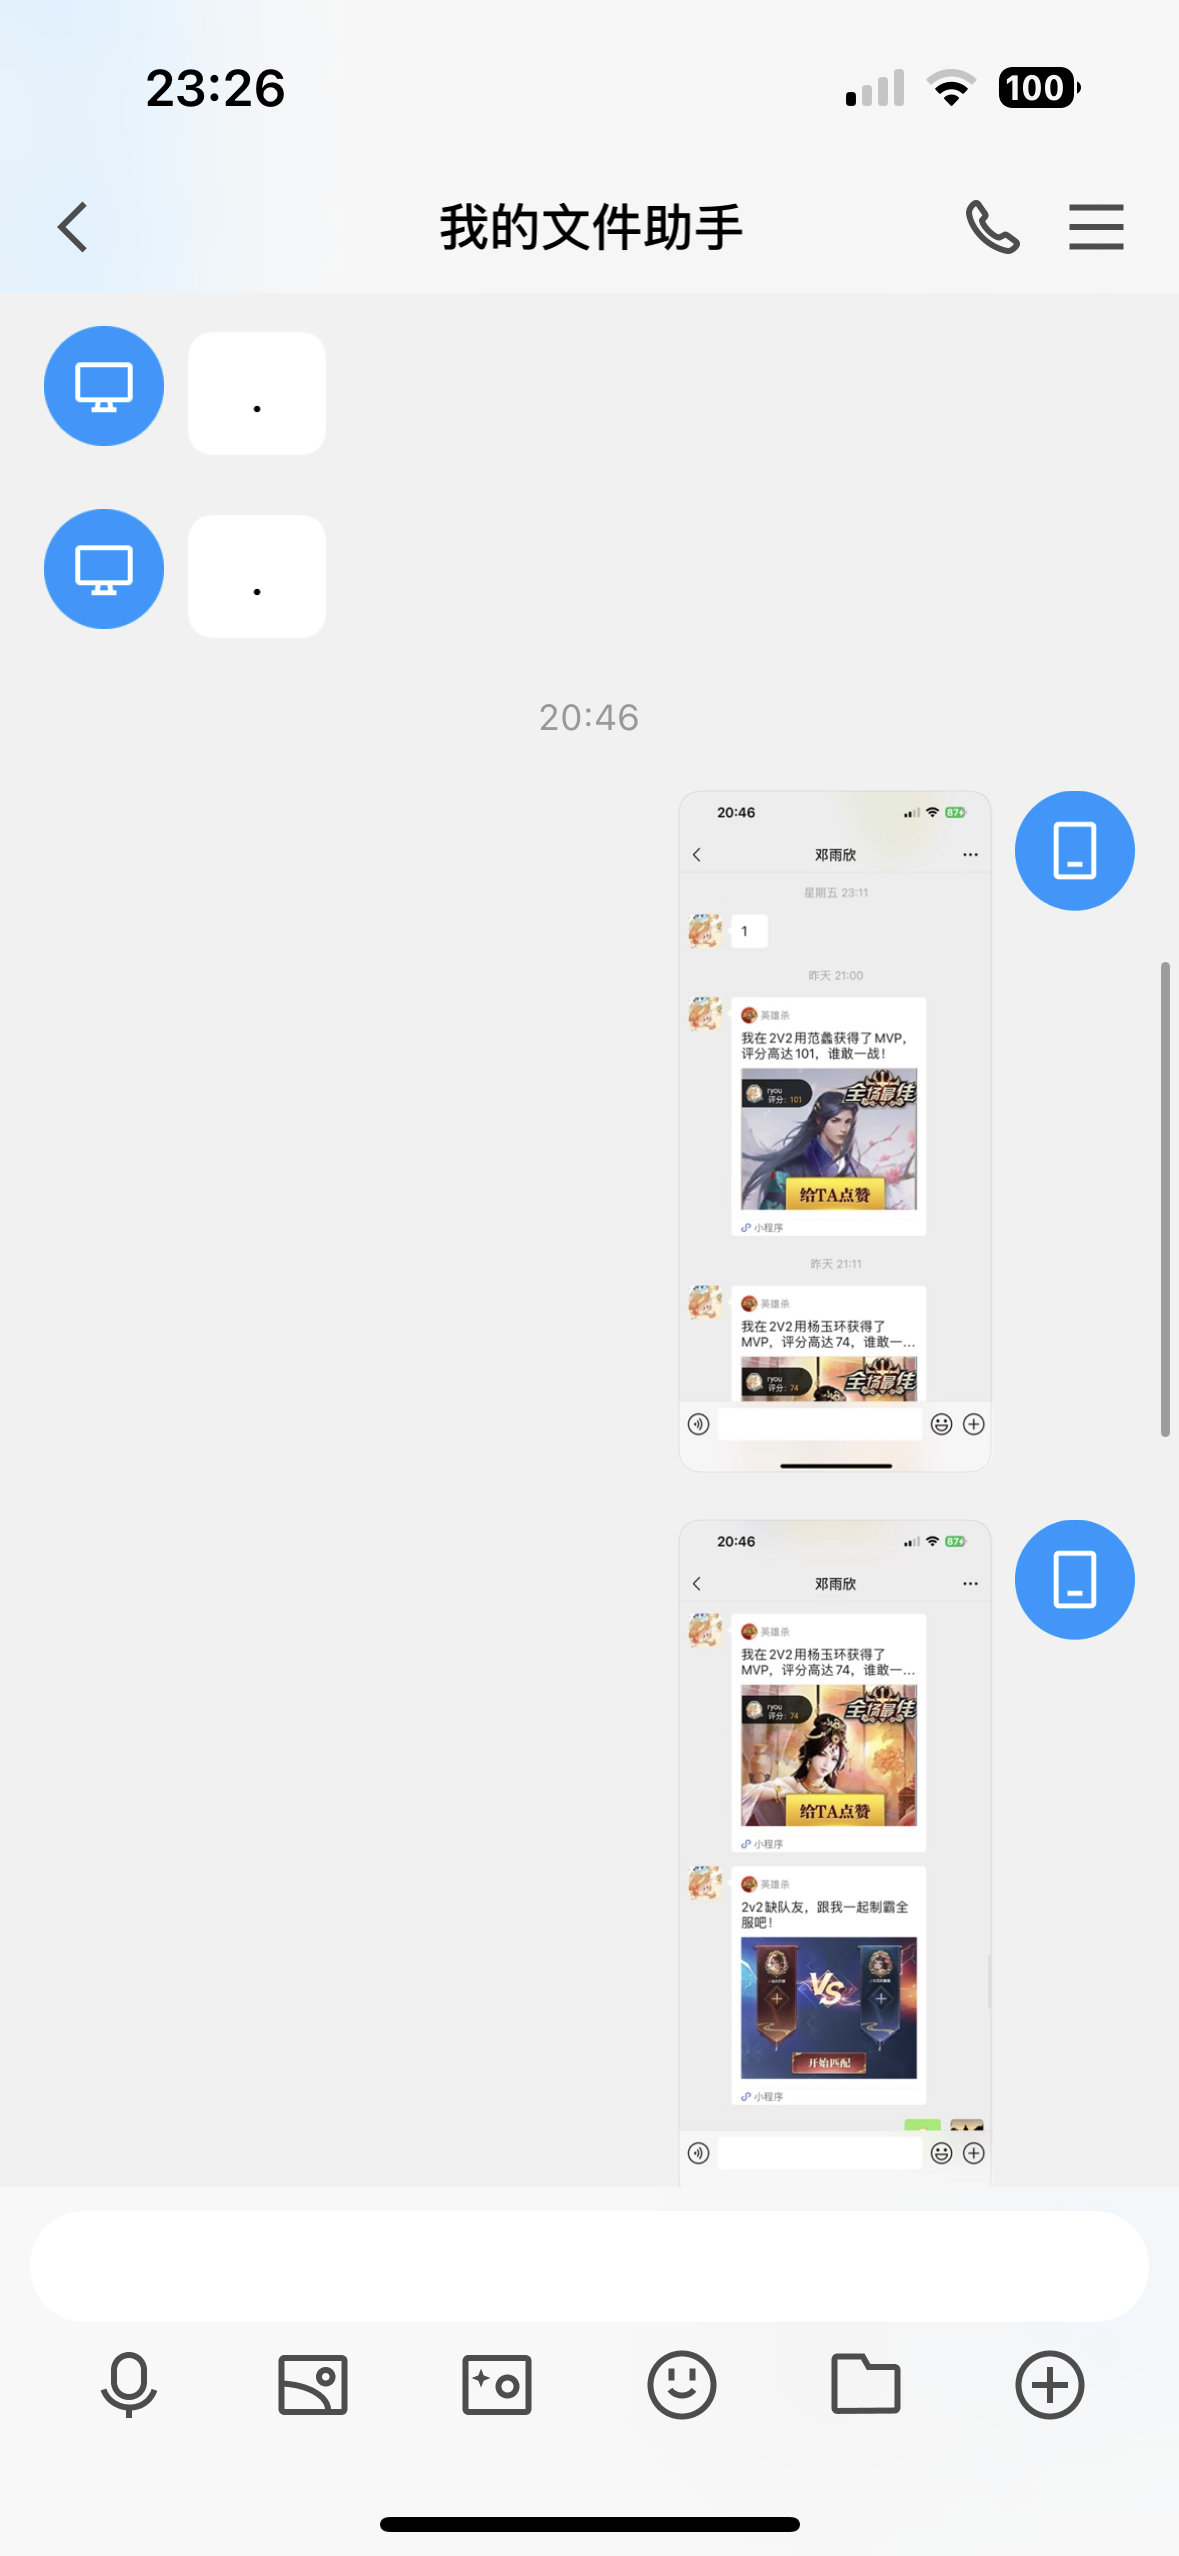 23:26
100
我的文件助手
.
.
20:46
20:46
87
邓雨欣
星期五 23:11
1
昨天 21:00
英雄杀
我在2V2用范蠡获得了MVP，
评分高达101，谁敢一战！
ryou
评分：101
全场最佳
给TA点赞
小程序
昨天 21:11
英雄杀
我在2V2用杨玉环获得了
MVP，评分高达74，谁敢一...
ryou
评分：74
全场最佳
20:46
87
邓雨欣
英雄杀
我在2V2用杨玉环获得了
MVP，评分高达74，谁敢一...
ryou
评分：74
全场最佳
给TA点赞
小程序
英雄杀
2v2缺队友，跟我一起制霸全
服吧！
VS
开始匹配
小程序